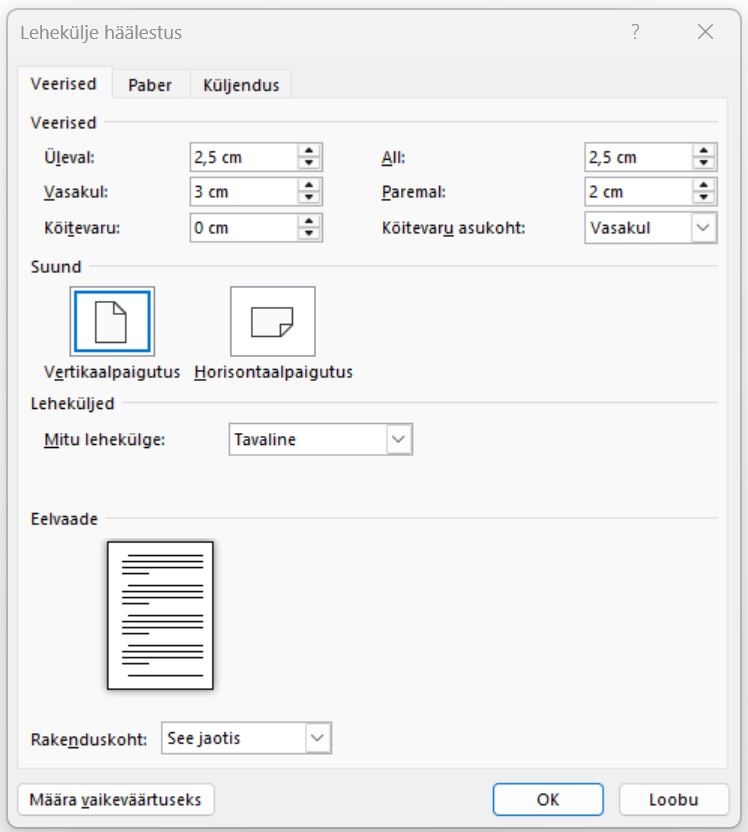 Lehekülje häälestus ?
Veerised Paber Küljendus
Veerised
Üleval: 2,5 cm All: 2,5 cm
Vasakul: 3 cm Paremal: 2 cm
Köitevaru: 0 cm Köitevaru asukoht: Vasakul
Suund
Vertikaalpaigutus Horisontaalpaigutus
Leheküljed
Mitu lehekülge: Tavaline
Eelvaade
Rakenduskoht: See jaotis
Määra vaikeväärtuseks OK Loobu